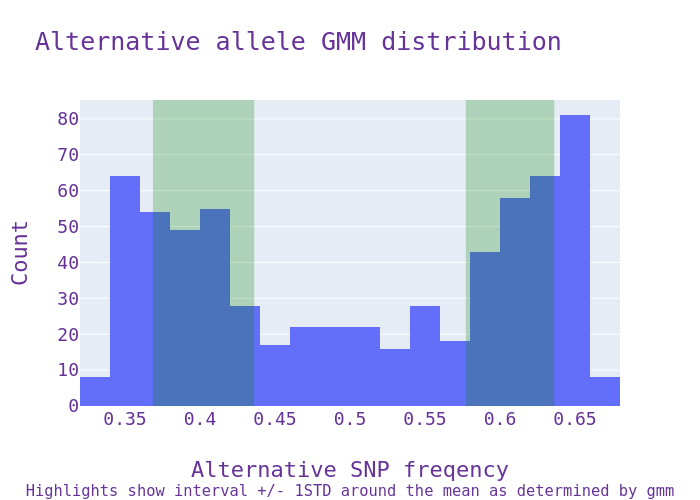 Alternative allele GMM distribution
Count
80
70
60
50
40
30
20
10
0
0.35 0.4 0.45 0.5 0.55 0.6 0.65
Alternative SNP freqency
Highlights show interval +/- 1STD around the mean as determined by gmm